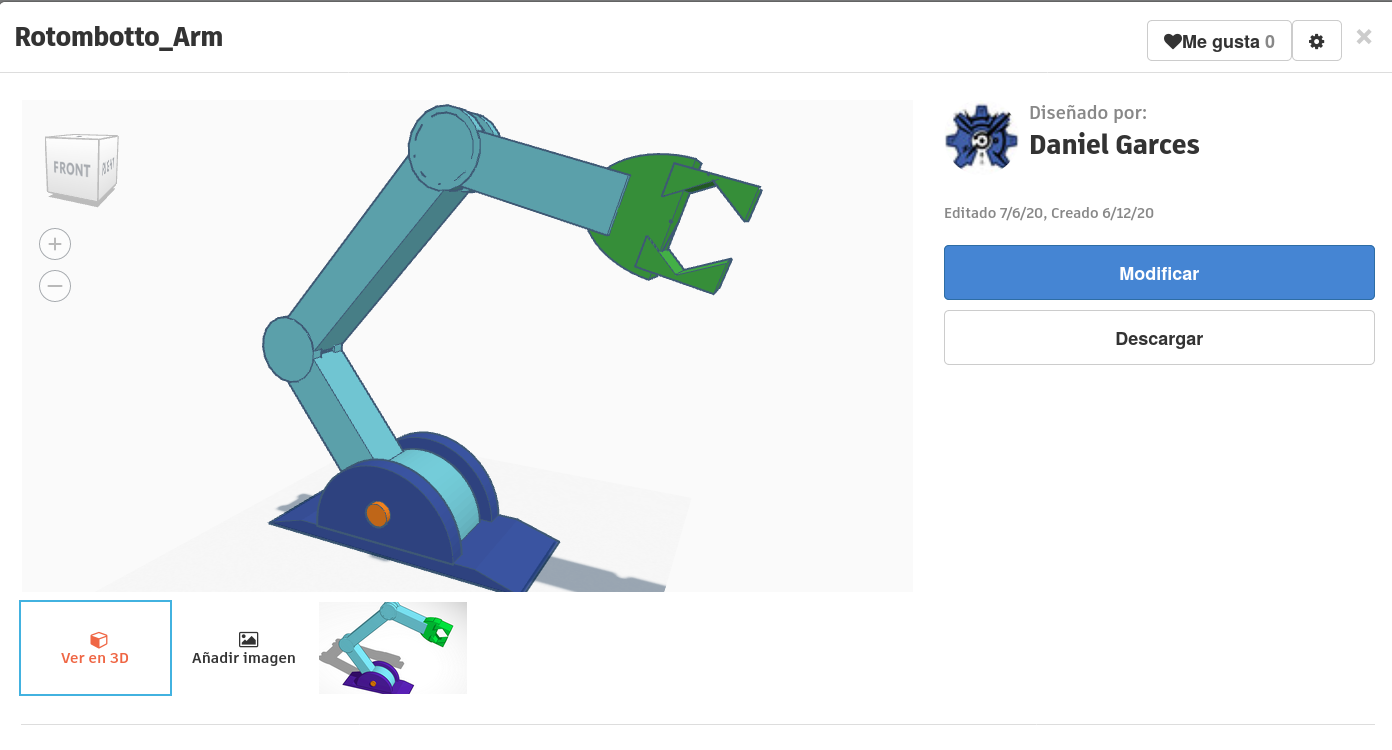 Rotombotto_Arm
Me gusta 0
FRONT
Diseñado por:
Daniel Garces
Editado 7/6/20, Creado 6/12/20
Modificar
Descargar
Ver en 3D
Añadir imagen